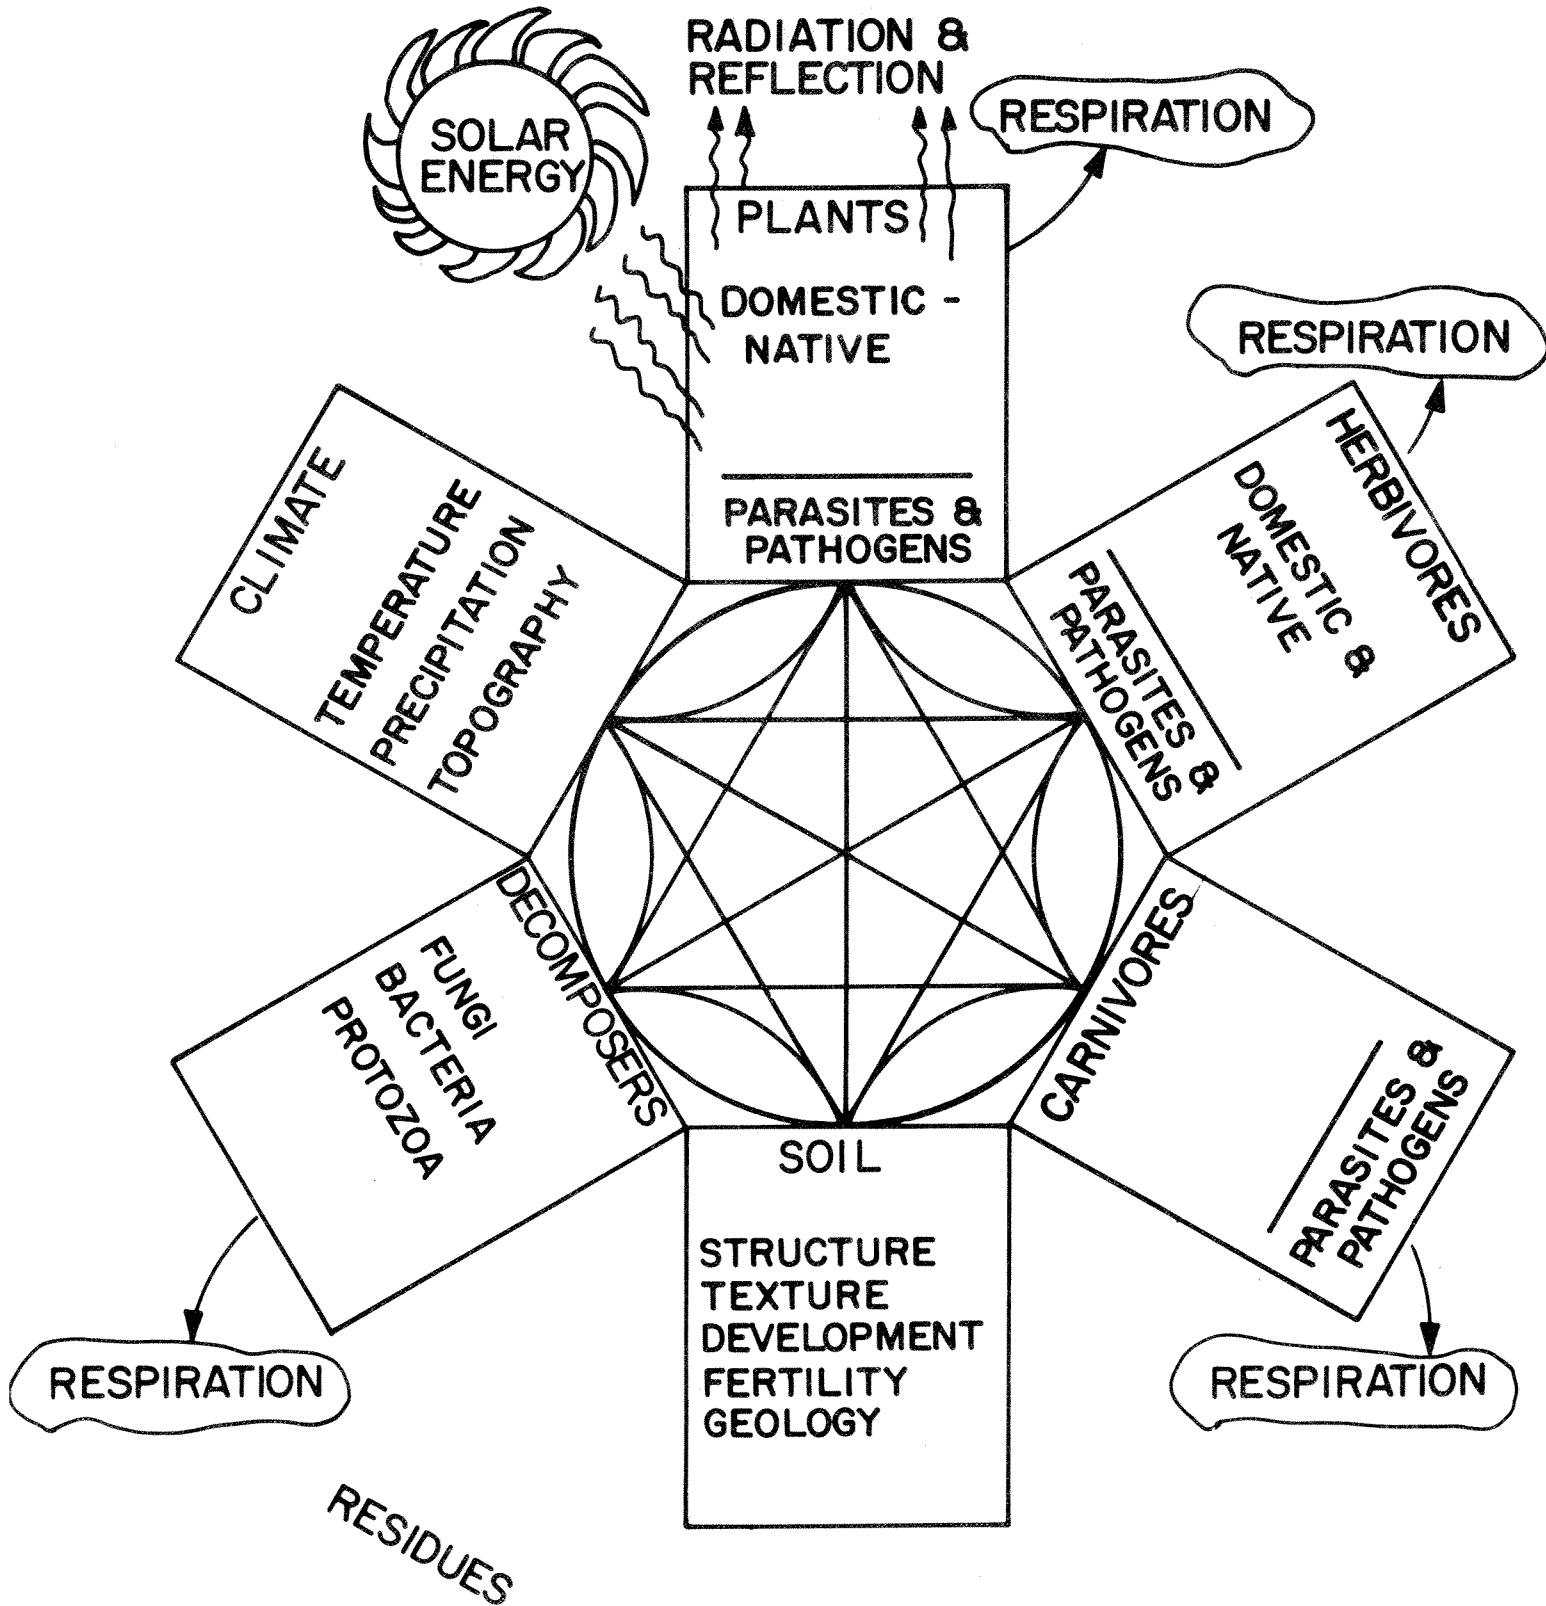 SOLAR
ENERGY
RADIATION &
REFLECTION
RESPIRATION
PLANTS
DOMESTIC -
NATIVE
PARASITES &
PATHOGENS
RESPIRATION
HERBIVORES
DOMESTIC &
NATIVE
PARASITES &
PATHOGENS
CLIMATE
TEMPERATURE
PRECIPITATION
TOPOGRAPHY
DECOMPOSERS
FUNGI
BACTERIA
PROTOZOA
CARNIVORES
PARASITES &
PATHOGENS
SOIL
STRUCTURE
TEXTURE
DEVELOPMENT
FERTILITY
GEOLOGY
RESPIRATION
RESPIRATION
RESIDUES